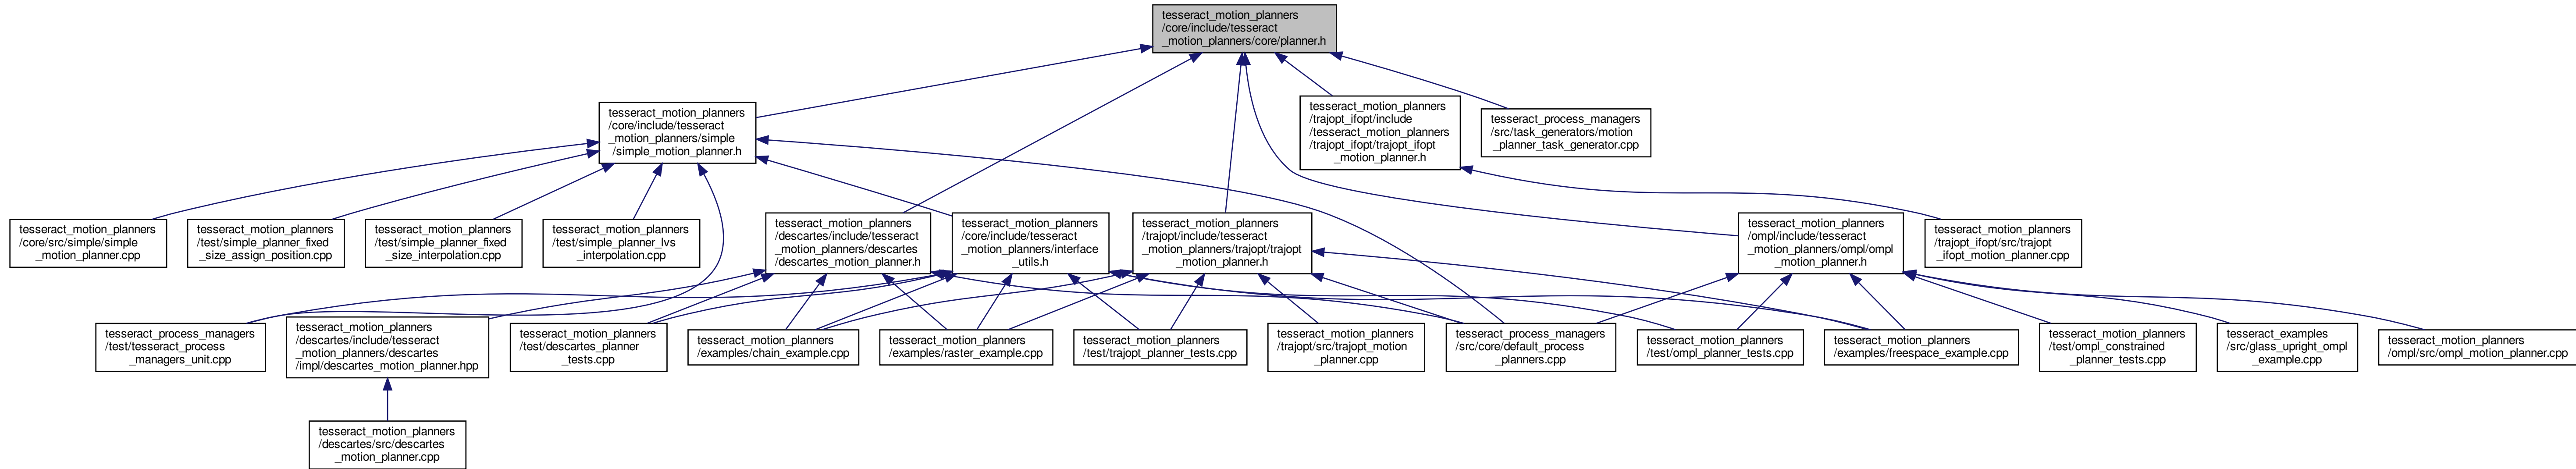 tesseract_motion_planners
/core/include/tesseract
_motion_planners/core/planner.h
tesseract_motion_planners
/core/include/tesseract
_motion_planners/simple
/simple_motion_planner.h
tesseract_motion_planners
/trajopt_ifopt/include
/tesseract_motion_planners
/trajopt_ifopt/trajopt_ifopt
_motion_planner.h
tesseract_process_managers
/src/task_generators/motion
_planner_task_generator.cpp
tesseract_motion_planners
/core/src/simple/simple
_motion_planner.cpp
tesseract_motion_planners
/test/simple_planner_fixed
_size_assign_position.cpp
tesseract_motion_planners
/test/simple_planner_fixed
_size_interpolation.cpp
tesseract_motion_planners
/test/simple_planner_lvs
_interpolation.cpp
tesseract_motion_planners
/descartes/include/tesseract
_motion_planners/descartes
/descartes_motion_planner.h
tesseract_motion_planners
/core/include/tesseract
_motion_planners/interface
_utils.h
tesseract_motion_planners
/trajopt/include/tesseract
_motion_planners/trajopt/trajopt
_motion_planner.h
tesseract_motion_planners
/ompl/include/tesseract
_motion_planners/ompl/ompl
_motion_planner.h
tesseract_motion_planners
/trajopt_ifopt/src/trajopt
_ifopt_motion_planner.cpp
tesseract_process_managers
/test/tesseract_process
_managers_unit.cpp
tesseract_motion_planners
/descartes/include/tesseract
_motion_planners/descartes
/impl/descartes_motion_planner.hpp
tesseract_motion_planners
/test/descartes_planner
_tests.cpp
tesseract_motion_planners
/examples/chain_example.cpp
tesseract_motion_planners
/examples/raster_example.cpp
tesseract_motion_planners
/test/trajopt_planner_tests.cpp
tesseract_motion_planners
/trajopt/src/trajopt_motion
_planner.cpp
tesseract_process_managers
/src/core/default_process
_planners.cpp
tesseract_motion_planners
/test/ompl_planner_tests.cpp
tesseract_motion_planners
/examples/freespace_example.cpp
tesseract_motion_planners
/test/ompl_constrained
_planner_tests.cpp
tesseract_examples
/src/glass_upright_ompl
_example.cpp
tesseract_motion_planners
/ompl/src/ompl_motion_planner.cpp
tesseract_motion_planners
/descartes/src/descartes
_motion_planner.cpp